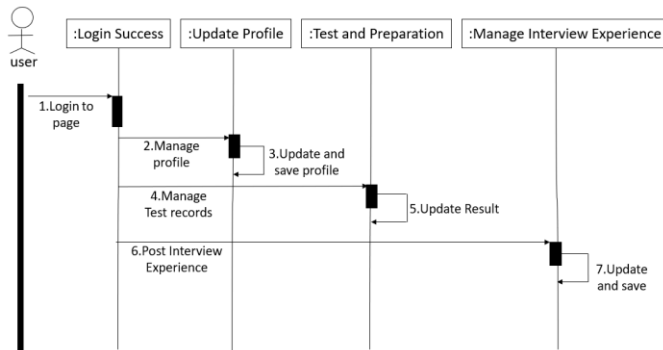 :Login Success
:Update Profile
:Test and Preparation
:Manage Interview Experience
user
1.Login to
page
2.Manage
profile
3.Update and
save profile
4.Manage
Test records
5.Update Result
6.Post Interview
Experience
7.Update
and save